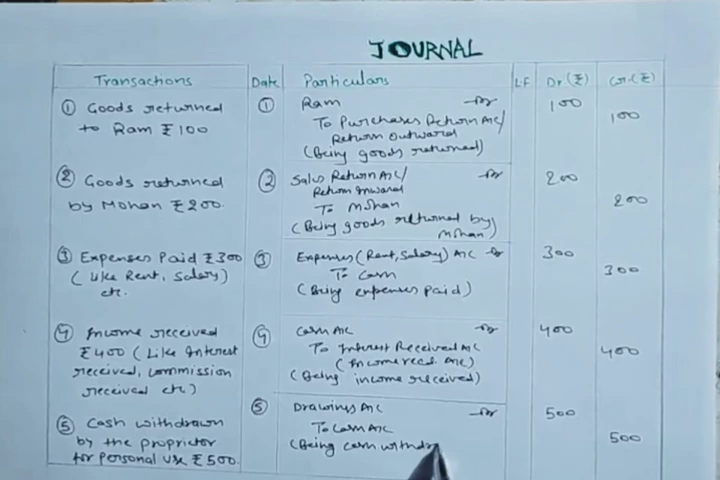 JOURNAL
Transactions Date Particulars LF Dr.(₹) Cr.(₹)
① Goods returned
to Ram ₹100
① Ram Dr 100
To Purchases Return A/C/ 100
Return Outward
(Being goods returned)
② Goods returned
by Mohan ₹200.
② Sales Return A/C/ Dr 200
Return Inward
To Mohan 200
(Being goods returned by
Mohan)
③ Expenses Paid ₹300
(Like Rent, Salary)
etc.
③ Expenses (Rent, Salary) A/C Dr 300
To Cash 300
(Being expenses paid)
④ Income received
₹400 (Like Interest
received, commission
received etc)
④ Cash A/C Dr 400
To Interest Received A/C 400
(Income recd. A/C)
(Being income received)
⑤ Cash withdrawn
by the proprietor
for personal use ₹500.
⑤ Drawings A/C Dr 500
To Cash A/C 500
(Being cash withdr